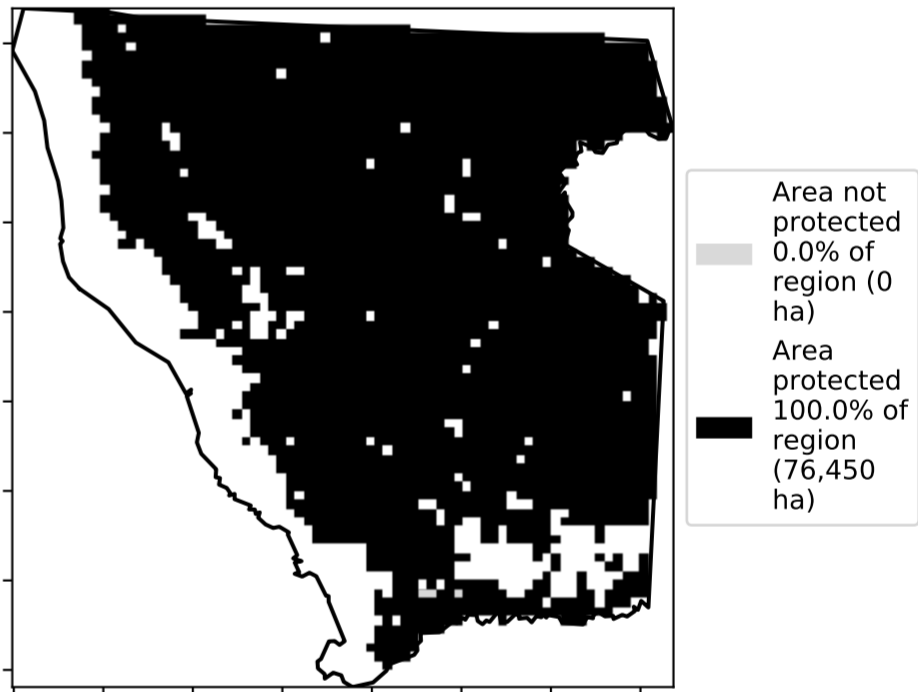 Area not
protected
0.0% of
region (0
ha)
Area
protected
100.0% of
region
(76,450
ha)